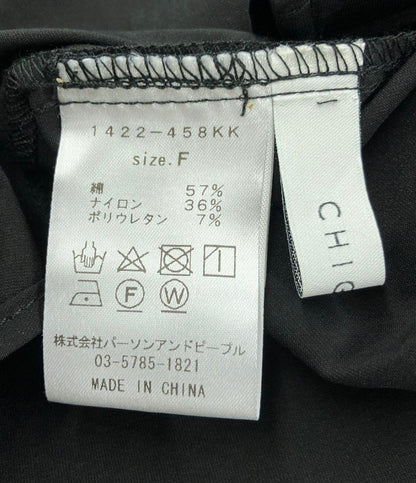 1422-458KK
size.F
綿 57%
ナイロン 36%
ポリウレタン 7%
F W
株式会社パーソンアンドピープル
03-5785-1821
MADE IN CHINA
CHIG